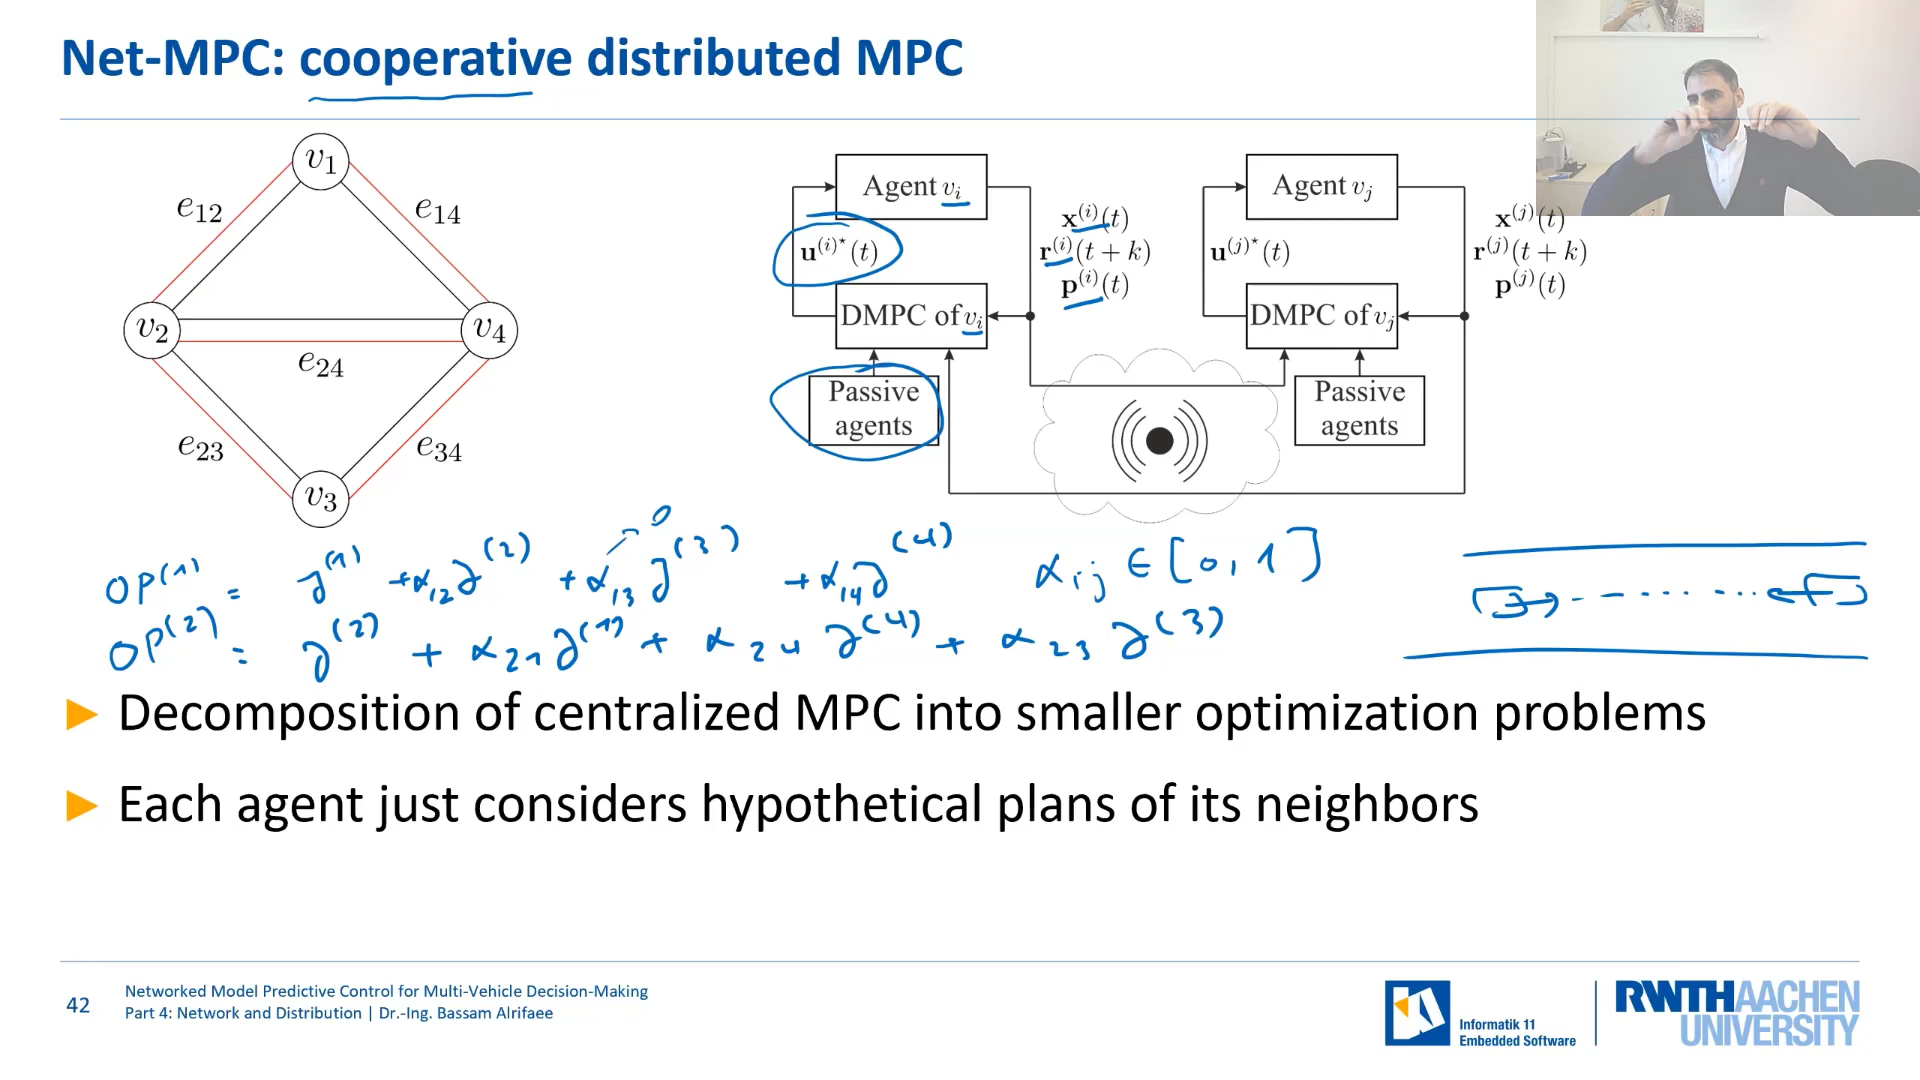 Net-MPC: cooperative distributed MPC
v1
e12
e14
v2
v4
e24
e23
e34
v3
Agent vi
u(i)*(t)
x(i)(t)
r(i)(t + k)
p(i)(t)
DMPC of vi
Passive
agents
Agent vj
u(j)*(t)
x(j)(t)
r(j)(t + k)
p(j)(t)
DMPC of vj
Passive
agents
OP(1) = J(1) + α12 J(2) + α13 J(3) + α14 J(4)
0
αij ∈ [0, 1]
OP(2) = J(2) + α21 J(1) + α24 J(4) + α23 J(3)
► Decomposition of centralized MPC into smaller optimization problems
► Each agent just considers hypothetical plans of its neighbors
42
Networked Model Predictive Control for Multi-Vehicle Decision-Making
Part 4: Network and Distribution | Dr.-Ing. Bassam Alrifaee
Informatik 11
Embedded Software
RWTHAACHEN
UNIVERSITY